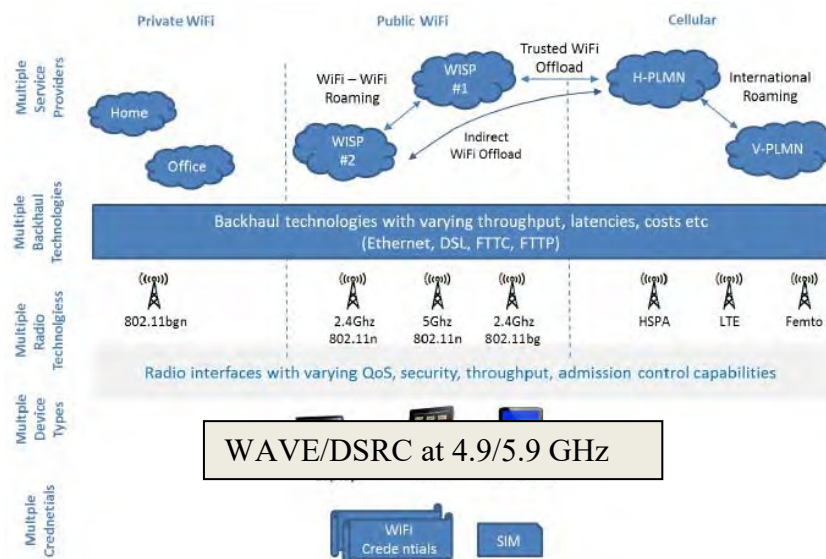 Private WiFi
Public WiFi
Cellular
Multiple
Service
Providers
Home
Office
WiFi – WiFi
Roaming
WISP
#1
WISP
#2
Trusted WiFi
Offload
Indirect
WiFi Offload
H-PLMN
International
Roaming
V-PLMN
Multiple
Backhaul
Technologies
Backhaul technologies with varying throughput, latencies, costs etc
(Ethernet, DSL, FTTC, FTTP)
Multiple
Radio
Technolgiess
802.11bgn
2.4Ghz
802.11n
5Ghz
802.11n
2.4Ghz
802.11bg
HSPA
LTE
Femto
Radio interfaces with varying QoS, security, throughput, admission control capabilities
Multple
Device
Types
WAVE/DSRC at 4.9/5.9 GHz
Multple
Crednetials
WiFi
Crede ntials
SIM